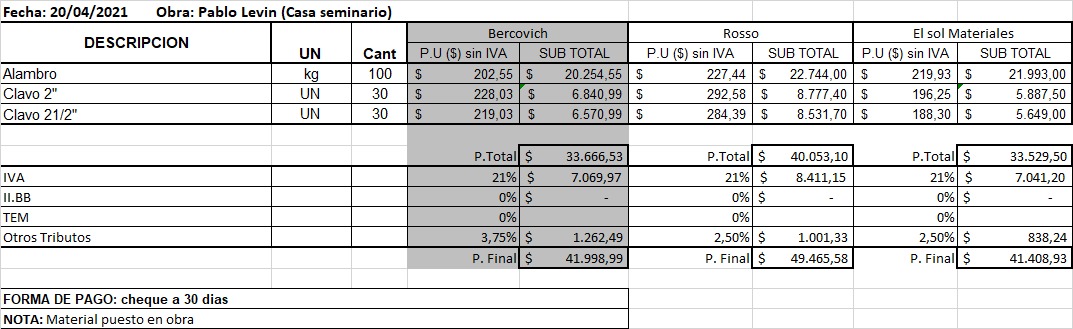 Fecha: 20/04/2021 Obra: Pablo Levin (Casa seminario)
DESCRIPCION UN Cant Bercovich Rosso El sol Materiales
P.U ($) sin IVA SUB TOTAL P.U ($) sin IVA SUB TOTAL P.U ($) sin IVA SUB TOTAL
Alambro kg 100 $ 202,55 $ 20.254,55 $ 227,44 $ 22.744,00 $ 219,93 $ 21.993,00
Clavo 2" UN 30 $ 228,03 $ 6.840,99 $ 292,58 $ 8.777,40 $ 196,25 $ 5.887,50
Clavo 21/2" UN 30 $ 219,03 $ 6.570,99 $ 284,39 $ 8.531,70 $ 188,30 $ 5.649,00
P.Total $ 33.666,53 P.Total $ 40.053,10 P.Total $ 33.529,50
IVA 21% $ 7.069,97 21% $ 8.411,15 21% $ 7.041,20
II.BB 0% $ - 0% $ - 0% $ -
TEM 0% 0% 0%
Otros Tributos 3,75% $ 1.262,49 2,50% $ 1.001,33 2,50% $ 838,24
P. Final $ 41.998,99 P. Final $ 49.465,58 P. Final $ 41.408,93
FORMA DE PAGO: cheque a 30 dias
NOTA: Material puesto en obra